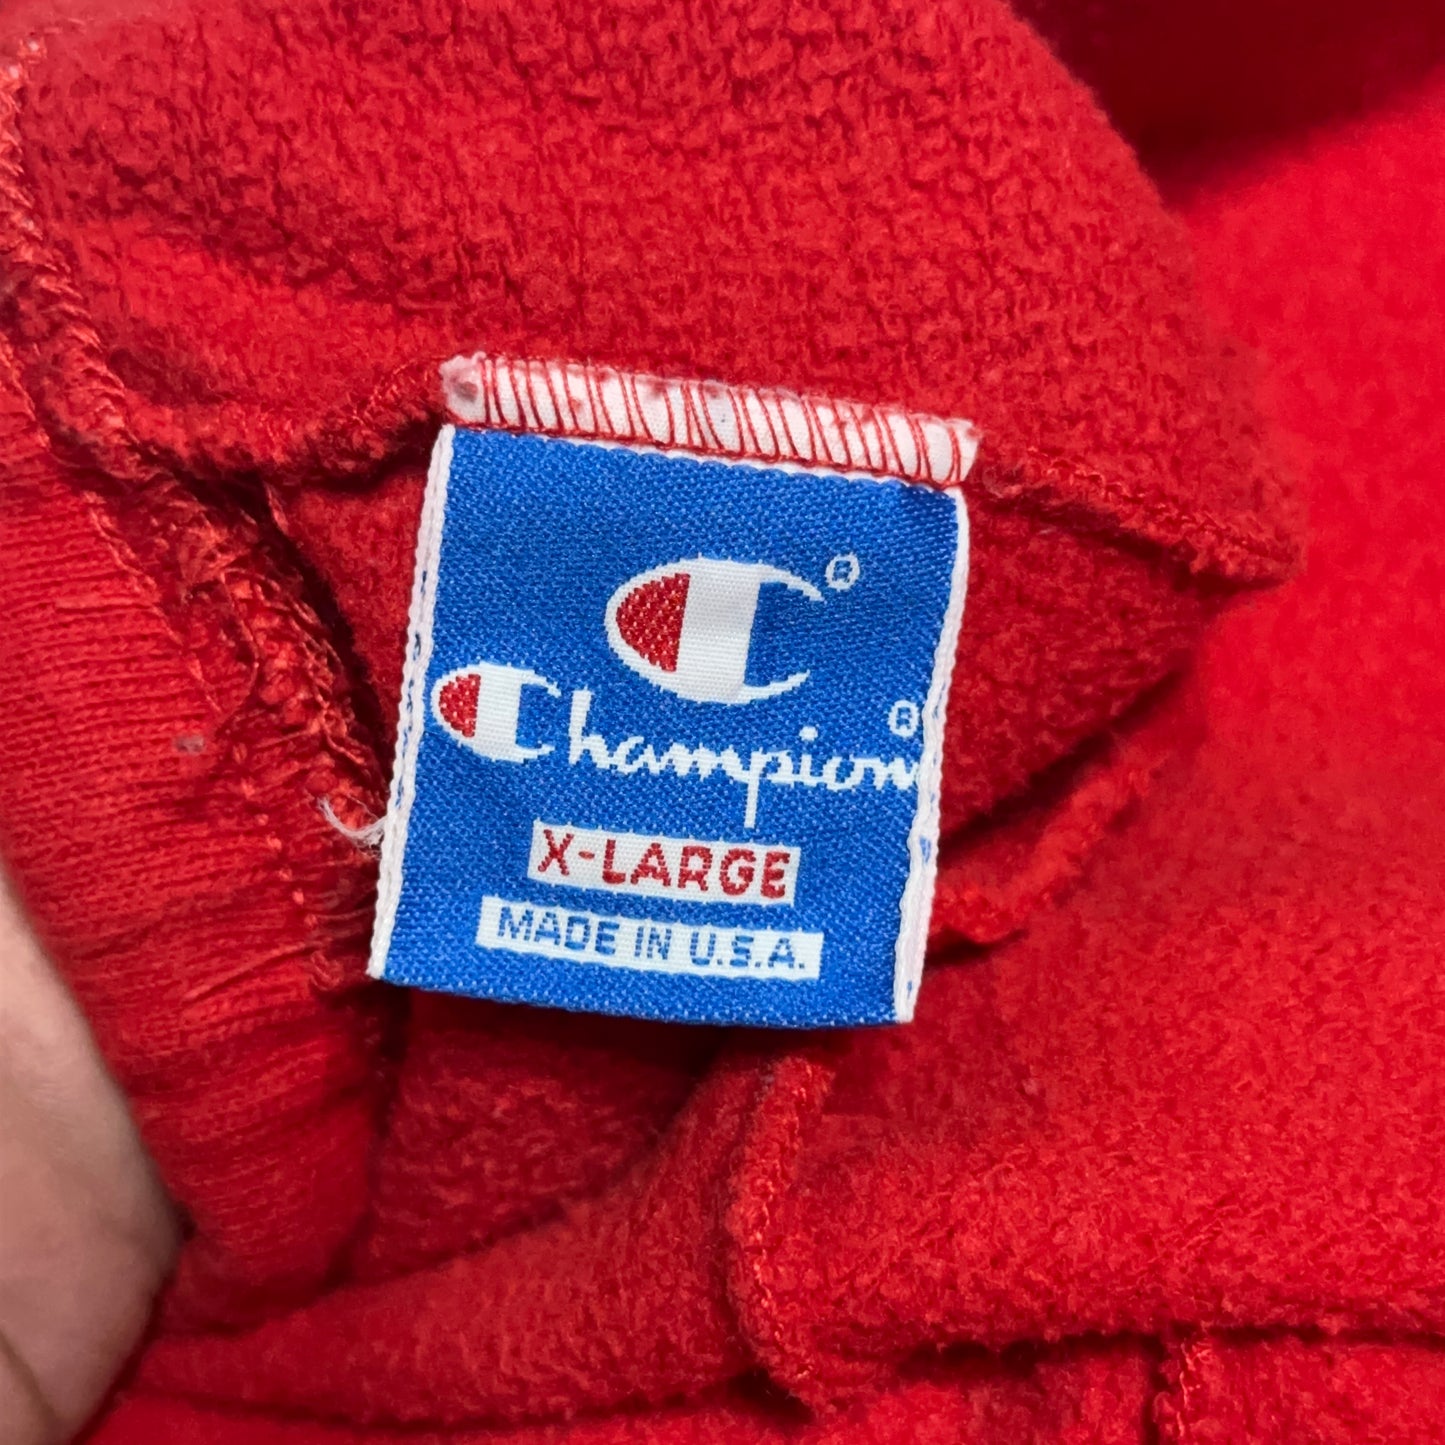 ®
Champion®
X-LARGE
MADE IN U.S.A.